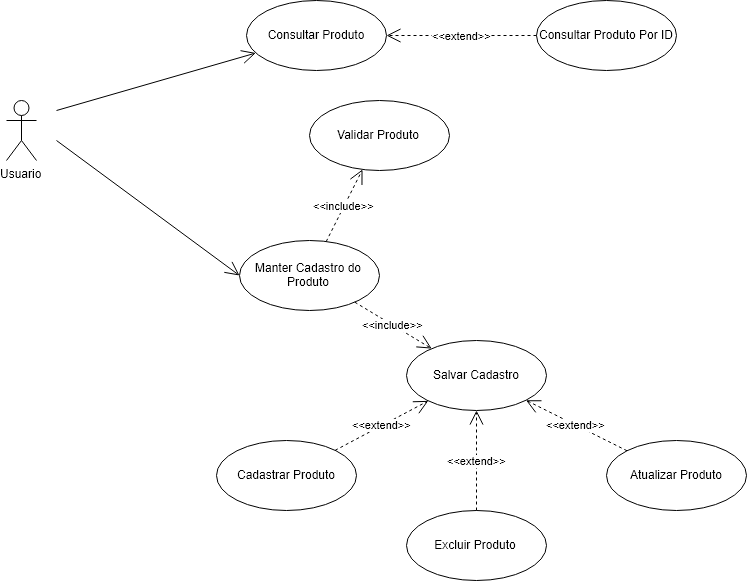 Consultar Produto
<<extend>>
Consultar Produto Por ID
Usuario
Validar Produto
<<include>>
Manter Cadastro do
Produto
<<include>>
Salvar Cadastro
<<extend>>
<<extend>>
<<extend>>
Cadastrar Produto
Excluir Produto
Atualizar Produto